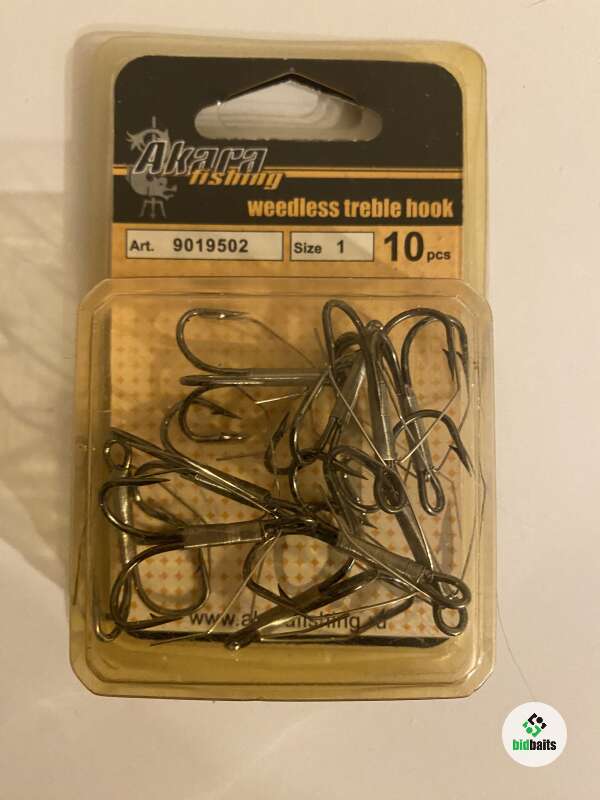 Akara
fishing
weedless treble hook
Art. 9019502 Size 1 10 pcs
bidbaits